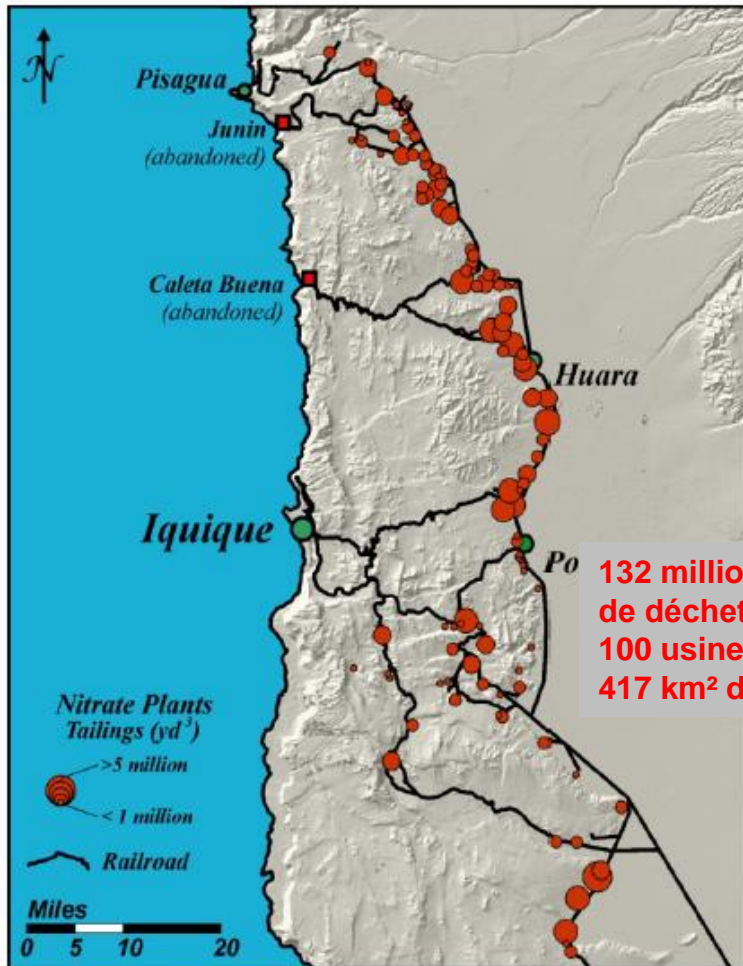 N
Pisagua
Junin
(abandoned)
Caleta Buena
(abandoned)
Huara
Iquique
Po
132 millio
de déchet
100 usine
417 km² d
Nitrate Plants
Tailings (yd³)
>5 million
< 1 million
Railroad
Miles
0 5 10 20